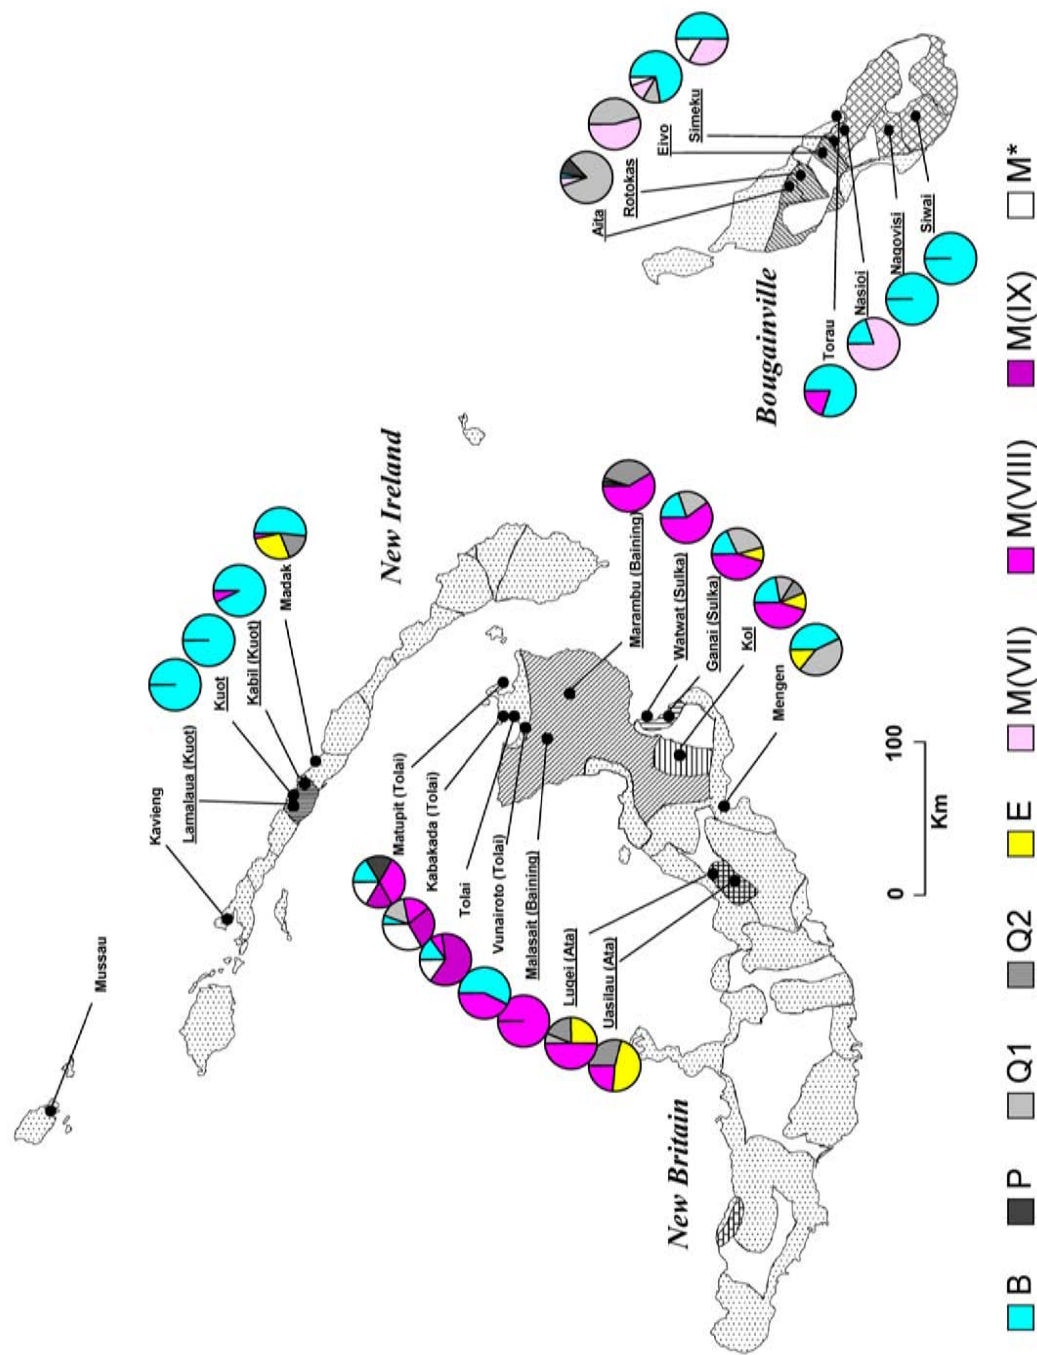 Mussau
Kavieng
Lamalaua (Kuot)
Kuot
Kabil (Kuot)
Madak
New Ireland
Matupit (Tolai)
Kabakada (Tolai)
Tolai
Vunairoto (Tolai)
Malasait (Baining)
Luqei (Ata)
Uasilau (Ata)
New Britain
Marambu (Baining)
Watwat (Sulka)
Ganai (Sulka)
Kol
Mengen
0 100
Km
Bougainville
Aita
Rotokas
Eivo
Simeku
Torau
Nasioi
Nagovisi
Siwai
B P Q1 Q2 E M(VII) M(VIII) M(IX) M*